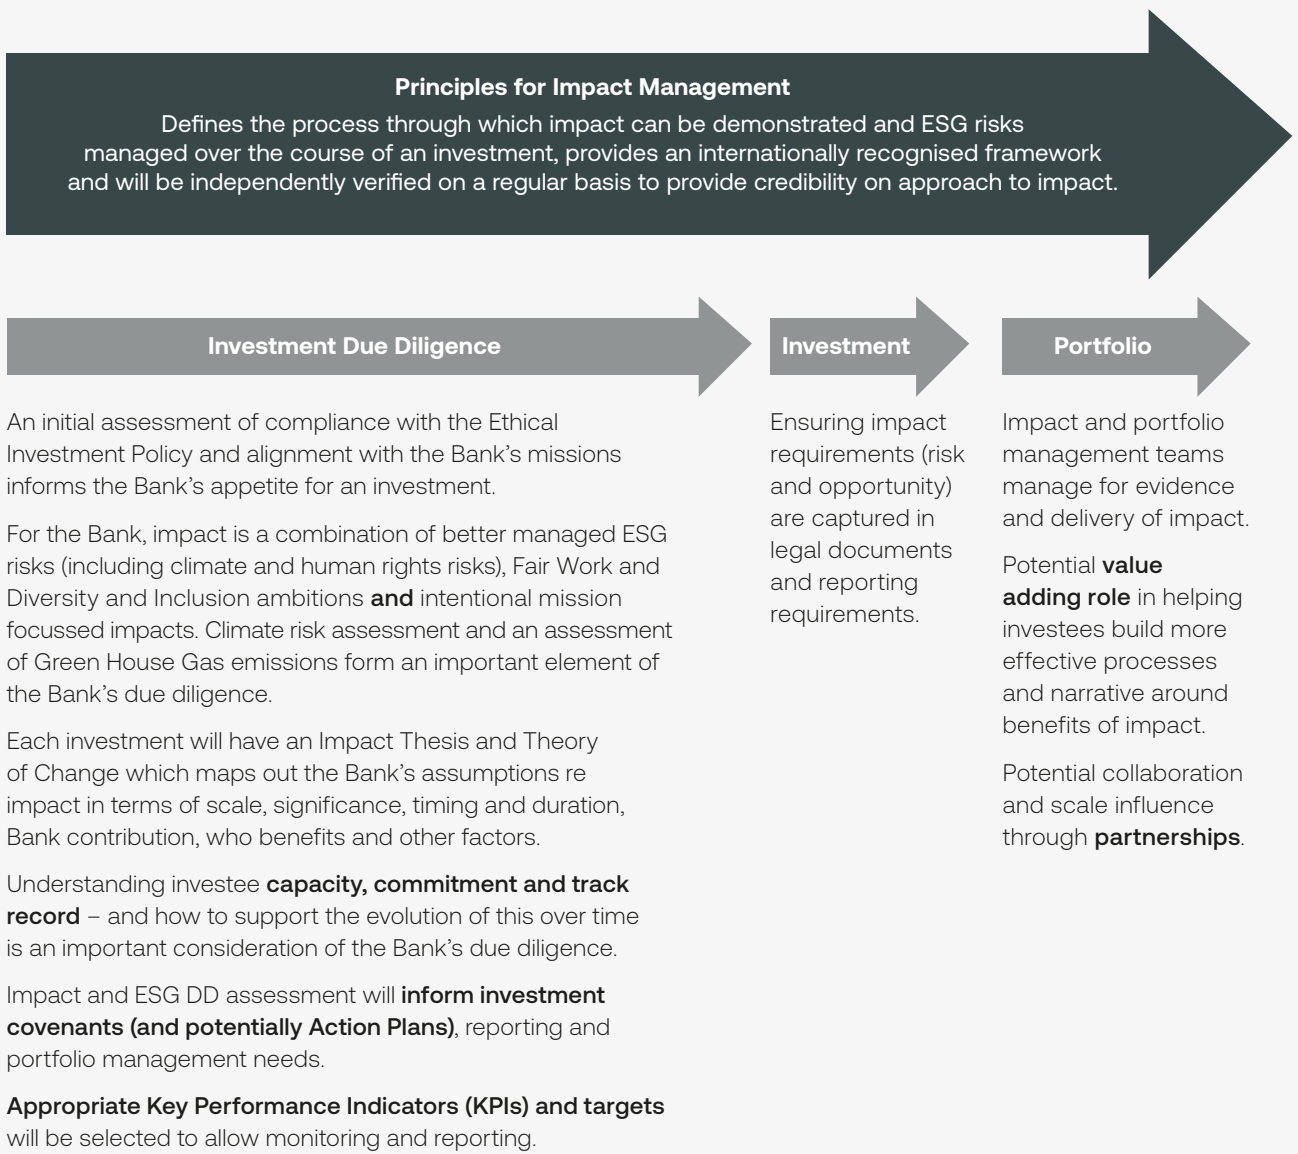 Principles for Impact Management
Defines the process through which impact can be demonstrated and ESG risks
managed over the course of an investment, provides an internationally recognised framework
and will be independently verified on a regular basis to provide credibility on approach to impact.
Investment Due Diligence
An initial assessment of compliance with the Ethical
Investment Policy and alignment with the Bank’s missions
informs the Bank’s appetite for an investment.
For the Bank, impact is a combination of better managed ESG
risks (including climate and human rights risks), Fair Work and
Diversity and Inclusion ambitions and intentional mission
focussed impacts. Climate risk assessment and an assessment
of Green House Gas emissions form an important element of
the Bank’s due diligence.
Each investment will have an Impact Thesis and Theory
of Change which maps out the Bank’s assumptions re
impact in terms of scale, significance, timing and duration,
Bank contribution, who benefits and other factors.
Understanding investee capacity, commitment and track
record – and how to support the evolution of this over time
is an important consideration of the Bank’s due diligence.
Impact and ESG DD assessment will inform investment
covenants (and potentially Action Plans), reporting and
portfolio management needs.
Appropriate Key Performance Indicators (KPIs) and targets
will be selected to allow monitoring and reporting.
Investment
Ensuring impact
requirements (risk
and opportunity)
are captured in
legal documents
and reporting
requirements.
Portfolio
Impact and portfolio
management teams
manage for evidence
and delivery of impact.
Potential value
adding role in helping
investees build more
effective processes
and narrative around
benefits of impact.
Potential collaboration
and scale influence
through partnerships.